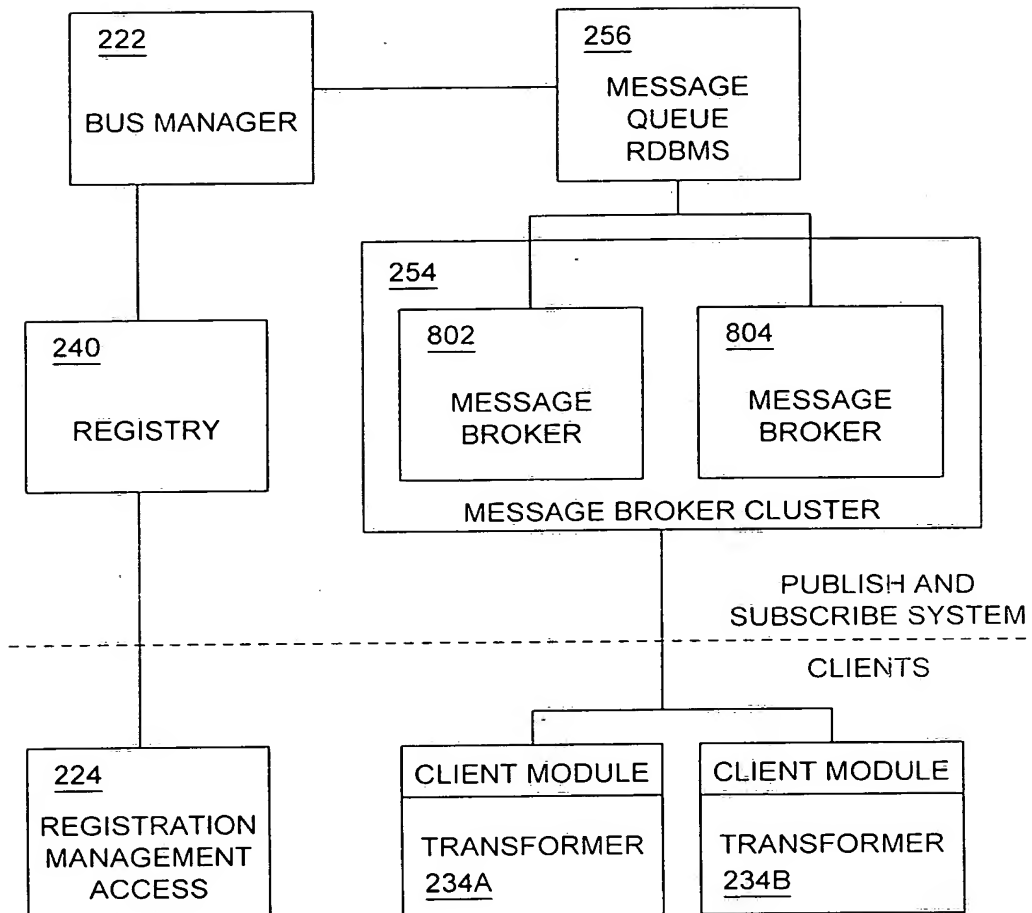 222
BUS MANAGER
256
MESSAGE
QUEUE
RDBMS
254
802
MESSAGE
BROKER
804
MESSAGE
BROKER
MESSAGE BROKER CLUSTER
240
REGISTRY
PUBLISH AND
SUBSCRIBE SYSTEM
CLIENTS
224
REGISTRATION
MANAGEMENT
ACCESS
CLIENT MODULE
TRANSFORMER
234A
CLIENT MODULE
TRANSFORMER
234B